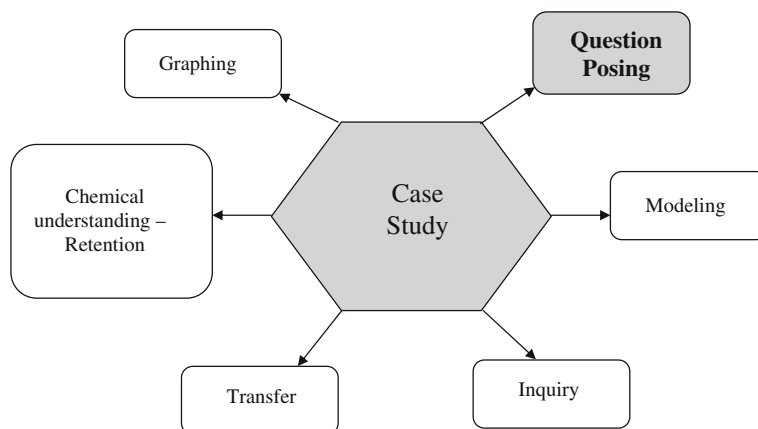 Graphing
Question
Posing
Chemical
understanding –
Retention
Case
Study
Modeling
Transfer
Inquiry